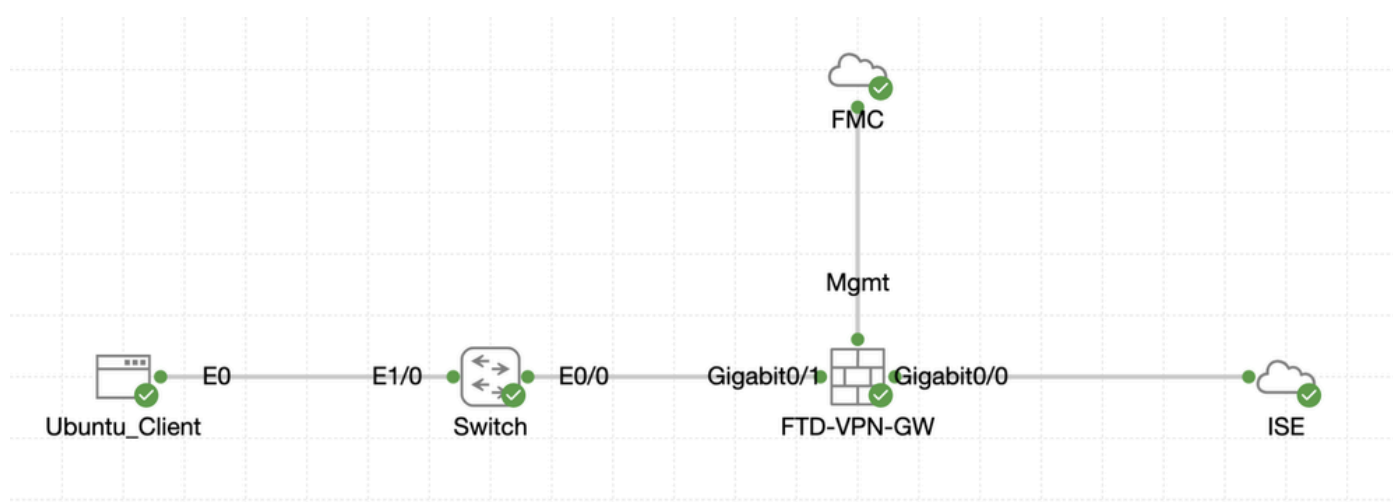 FMC
Mgmt
E0
E1/0
E0/0
Gigabit0/1
Gigabit0/0
Ubuntu_Client
Switch
FTD-VPN-GW
ISE